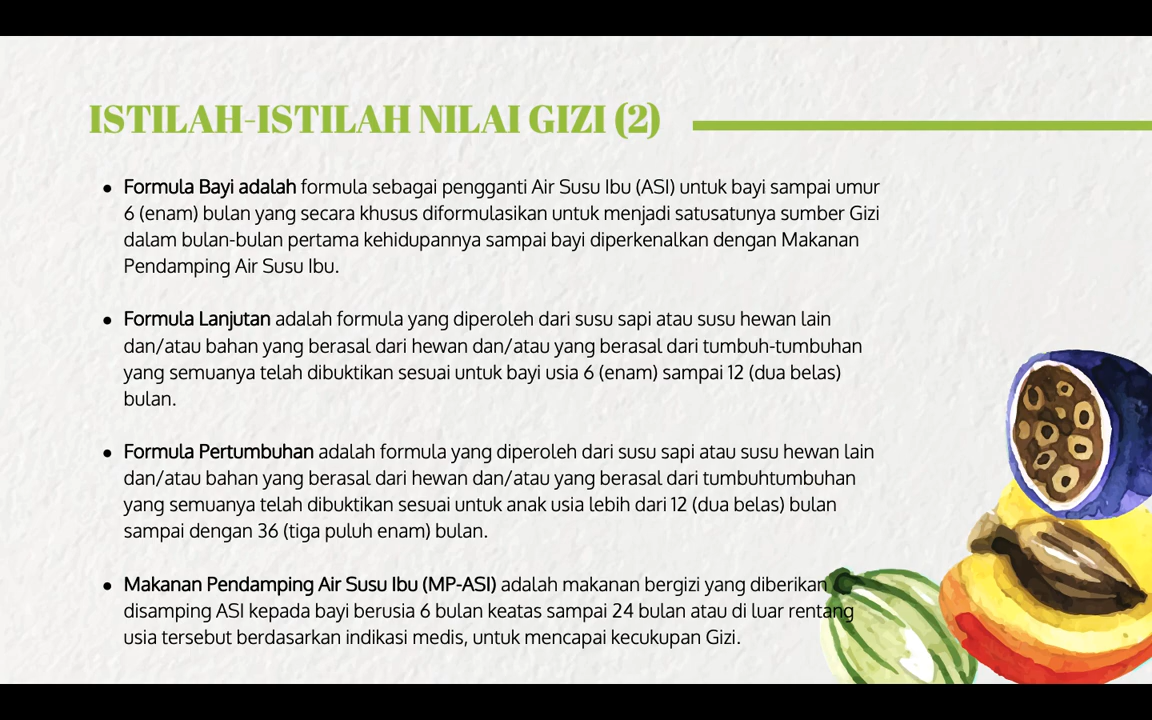 ISTILAH-ISTILAH NILAI GIZI (2)
● Formula Bayi adalah formula sebagai pengganti Air Susu Ibu (ASI) untuk bayi sampai umur
6 (enam) bulan yang secara khusus diformulasikan untuk menjadi satusatunya sumber Gizi
dalam bulan-bulan pertama kehidupannya sampai bayi diperkenalkan dengan Makanan
Pendamping Air Susu Ibu.
● Formula Lanjutan adalah formula yang diperoleh dari susu sapi atau susu hewan lain
dan/atau bahan yang berasal dari hewan dan/atau yang berasal dari tumbuh-tumbuhan
yang semuanya telah dibuktikan sesuai untuk bayi usia 6 (enam) sampai 12 (dua belas)
bulan.
● Formula Pertumbuhan adalah formula yang diperoleh dari susu sapi atau susu hewan lain
dan/atau bahan yang berasal dari hewan dan/atau yang berasal dari tumbuhtumbuhan
yang semuanya telah dibuktikan sesuai untuk anak usia lebih dari 12 (dua belas) bulan
sampai dengan 36 (tiga puluh enam) bulan.
● Makanan Pendamping Air Susu Ibu (MP-ASI) adalah makanan bergizi yang diberikan
disamping ASI kepada bayi berusia 6 bulan keatas sampai 24 bulan atau di luar rentang
usia tersebut berdasarkan indikasi medis, untuk mencapai kecukupan Gizi.